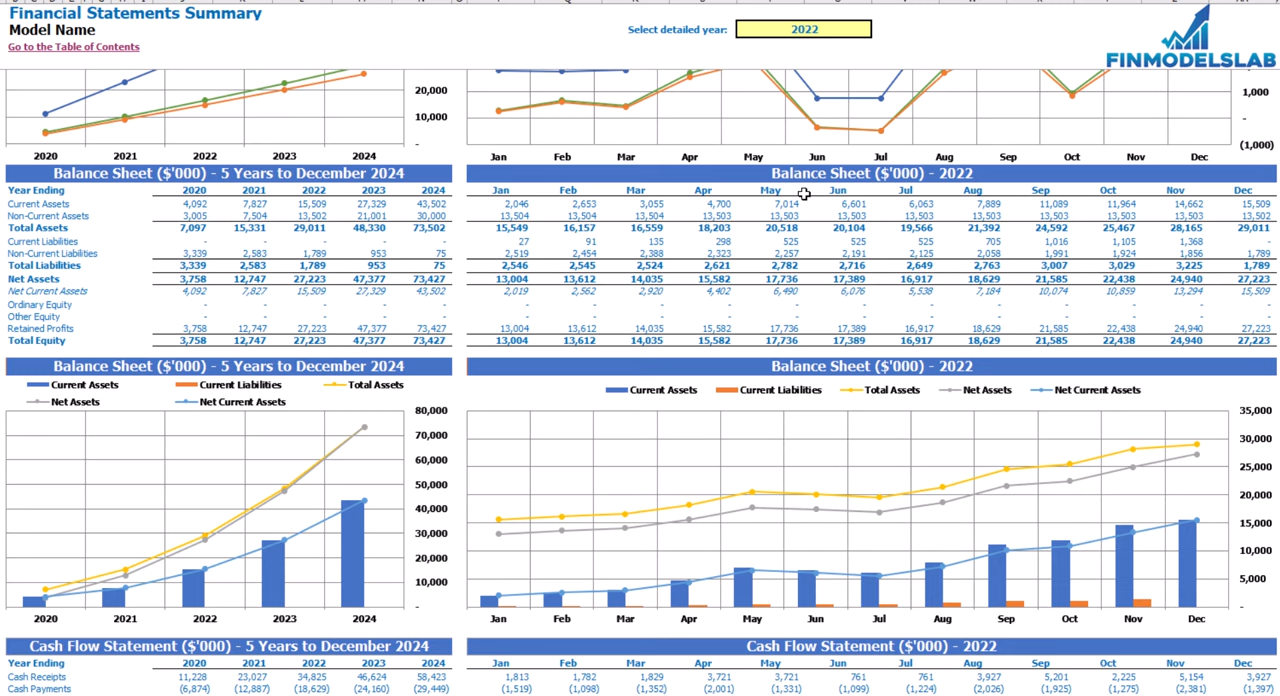 Financial Statements Summary
Model Name
Go to the Table of Contents
Select detailed year: 2022
FINMODELSLAB
20,000
10,000
-
2020 2021 2022 2023 2024
1,000
-
(1,000)
Jan Feb Mar Apr May Jun Jul Aug Sep Oct Nov Dec
Balance Sheet ($'000) - 5 Years to December 2024
Year Ending 2020 2021 2022 2023 2024
Current Assets 4,092 7,827 15,509 27,329 43,502
Non-Current Assets 3,005 7,504 13,502 21,001 30,000
Total Assets 7,097 15,331 29,011 48,330 73,502
Current Liabilities - - - - -
Non-Current Liabilities 3,339 2,583 1,789 953 75
Total Liabilities 3,339 2,583 1,789 953 75
Net Assets 3,758 12,747 27,223 47,377 73,427
Net Current Assets 4,092 7,827 15,509 27,329 43,502
Ordinary Equity - - - - -
Other Equity - - - - -
Retained Profits 3,758 12,747 27,223 47,377 73,427
Total Equity 3,758 12,747 27,223 47,377 73,427
Balance Sheet ($'000) - 2022
Jan Feb Mar Apr May Jun Jul Aug Sep Oct Nov Dec
2,046 2,653 3,055 4,700 7,014 6,601 6,063 7,889 11,089 11,964 14,662 15,509
13,504 13,504 13,504 13,503 13,503 13,503 13,503 13,503 13,503 13,503 13,503 13,502
15,549 16,157 16,559 18,203 20,518 20,104 19,566 21,392 24,592 25,467 28,165 29,011
27 91 135 298 525 525 525 705 1,016 1,105 1,368 -
2,519 2,454 2,388 2,323 2,257 2,191 2,125 2,058 1,991 1,924 1,856 1,789
2,546 2,545 2,524 2,621 2,782 2,716 2,649 2,763 3,007 3,029 3,225 1,789
13,004 13,612 14,035 15,582 17,736 17,389 16,917 18,629 21,585 22,438 24,940 27,223
2,019 2,562 2,920 4,402 6,490 6,076 5,538 7,184 10,074 10,859 13,294 15,509
- - - - - - - - - - - -
- - - - - - - - - - - -
13,004 13,612 14,035 15,582 17,736 17,389 16,917 18,629 21,585 22,438 24,940 27,223
13,004 13,612 14,035 15,582 17,736 17,389 16,917 18,629 21,585 22,438 24,940 27,223
Balance Sheet ($'000) - 5 Years to December 2024
Current Assets Current Liabilities Total Assets
Net Assets Net Current Assets
80,000
70,000
60,000
50,000
40,000
30,000
20,000
10,000
-
2020 2021 2022 2023 2024
Balance Sheet ($'000) - 2022
Current Assets Current Liabilities Total Assets Net Assets Net Current Assets
35,000
30,000
25,000
20,000
15,000
10,000
5,000
-
Jan Feb Mar Apr May Jun Jul Aug Sep Oct Nov Dec
Cash Flow Statement ($'000) - 5 Years to December 2024
Year Ending 2020 2021 2022 2023 2024
Cash Receipts 11,228 23,027 34,825 46,624 58,423
Cash Payments (6,874) (12,887) (18,629) (24,160) (29,449)
Cash Flow Statement ($'000) - 2022
Jan Feb Mar Apr May Jun Jul Aug Sep Oct Nov Dec
1,813 1,782 1,829 3,721 3,721 761 761 3,927 5,201 2,225 5,154 3,927
(1,519) (1,098) (1,352) (2,001) (1,331) (1,099) (1,224) (2,026) (1,925) (1,275) (2,381) (1,397)